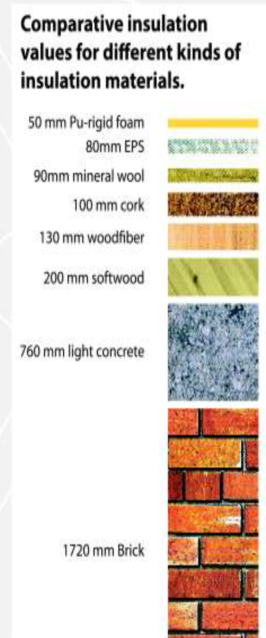 Comparative insulation
values for different kinds of
insulation materials.
50 mm Pu-rigid foam
80mm EPS
90mm mineral wool
100 mm cork
130 mm woodfiber
200 mm softwood
760 mm light concrete
1720 mm Brick